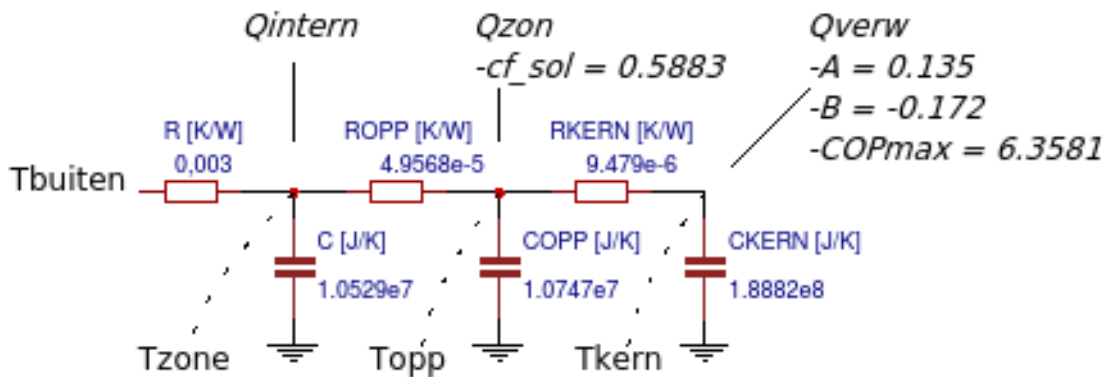 Qintern
Qzon
-cf_sol = 0.5883
Qverw
-A = 0.135
-B = -0.172
-COPmax = 6.3581
R [K/W]
0,003
ROPP [K/W]
4.9568e-5
RKERN [K/W]
9.479e-6
Tbuiten
C [J/K]
1.0529e7
COPP [J/K]
1.0747e7
CKERN [J/K]
1.8882e8
Tzone
Topp
Tkern